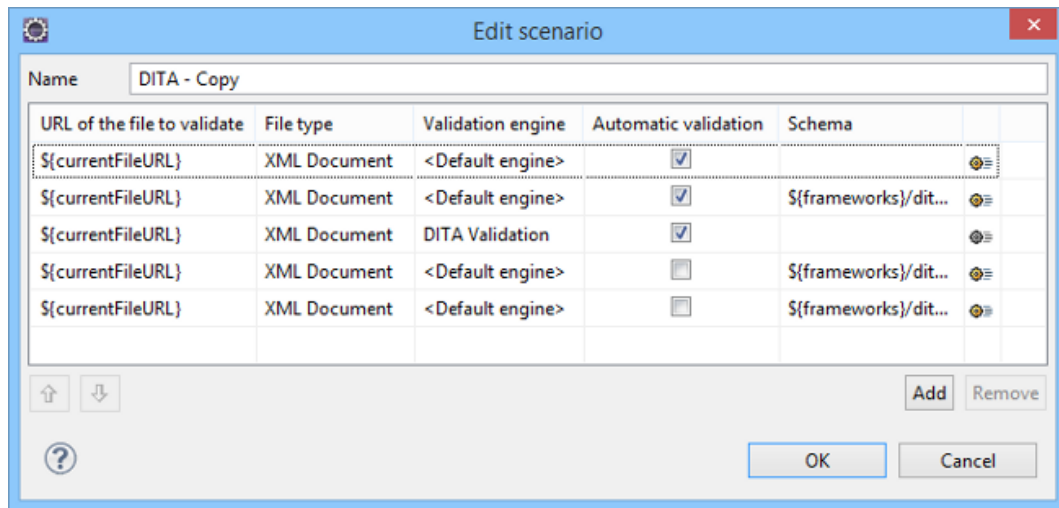 Edit scenario
Name DITA - Copy
URL of the file to validate File type Validation engine Automatic validation Schema
${currentFileURL} XML Document <Default engine>
${currentFileURL} XML Document <Default engine> ${frameworks}/dit...
${currentFileURL} XML Document DITA Validation
${currentFileURL} XML Document <Default engine> ${frameworks}/dit...
${currentFileURL} XML Document <Default engine> ${frameworks}/dit...
Add Remove
OK Cancel